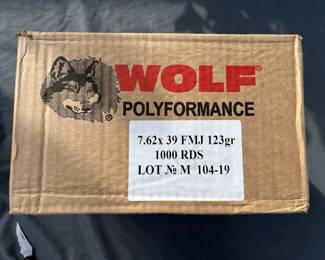 WOLF®
POLYFORMANCE
7.62x 39 FMJ 123gr
1000 RDS
LOT № M 104-19